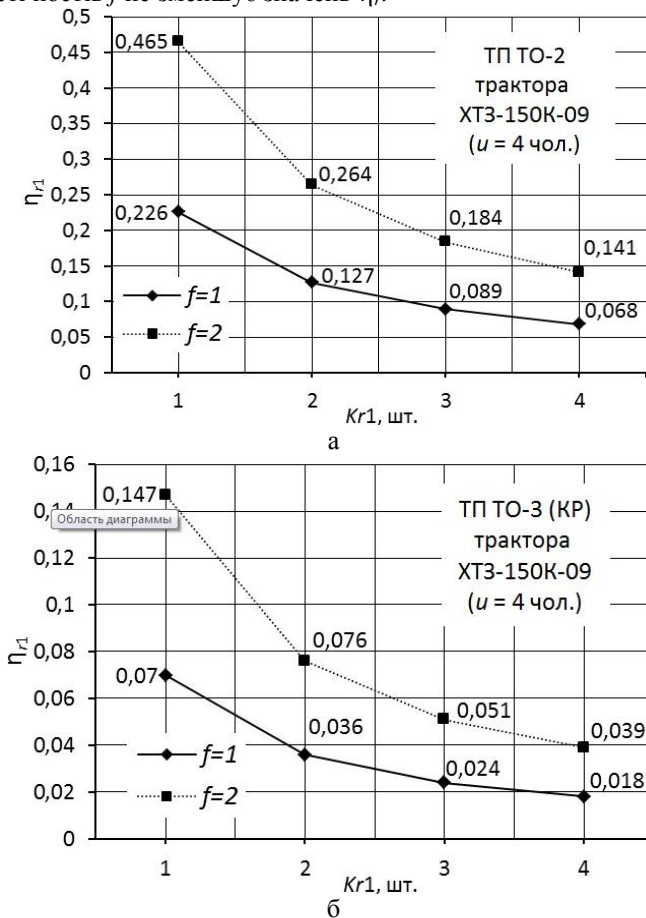 не зменшує значень
0,5
0,45
0,4
0,35
0,3
0,25
0,2
0,15
0,1
0,05
0
ηr1
0,465
0,264
0,184
0,141
0,226
0,127
0,089
0,068
ТП ТО-2
трактора
ХТЗ-150К-09
(u = 4 чол.)
f=1
f=2
1 2 3 4
Kr1, шт.
а
0,16
0,14
0,12
0,1
0,08
0,06
0,04
0,02
0
ηr1
Область диаграммы
0,147
0,076
0,051
0,039
0,07
0,036
0,024
0,018
ТП ТО-3 (КР)
трактора
ХТЗ-150К-09
(u = 4 чол.)
f=1
f=2
1 2 3 4
Kr1, шт.
б